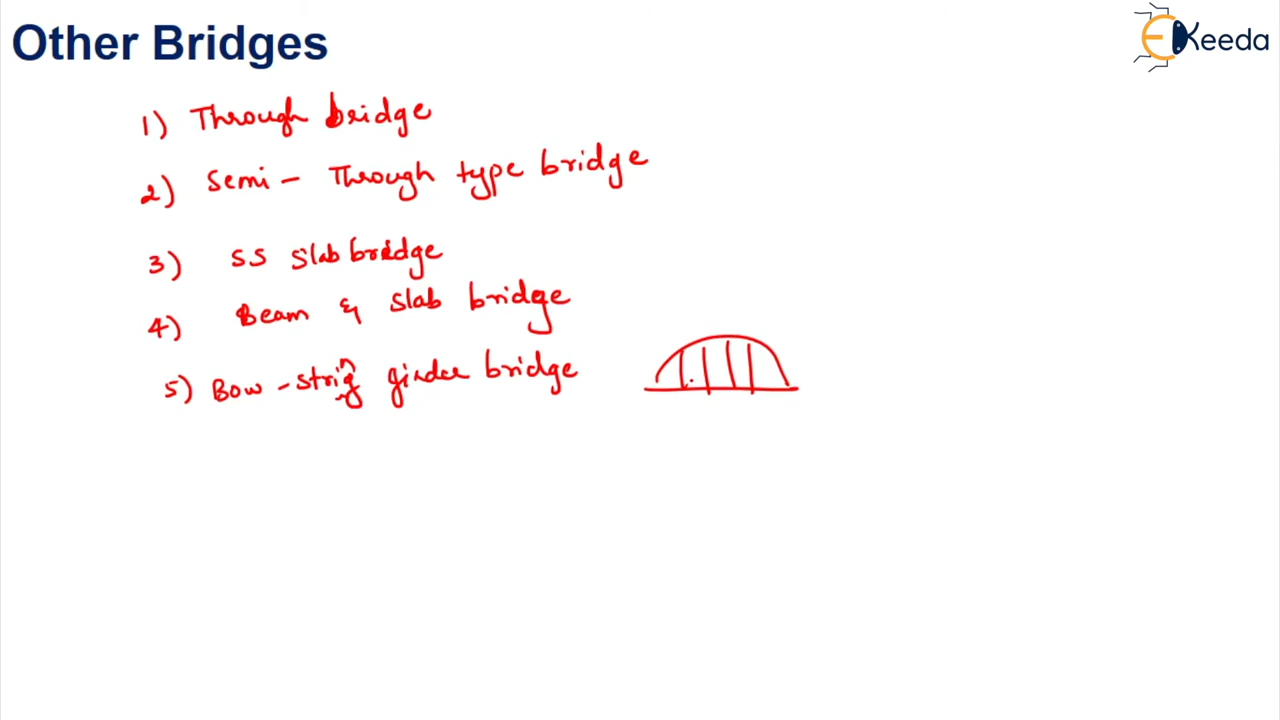 Other Bridges
EKeeda
1) Through bridge
2) Semi - Through type bridge
3) SS Slab bridge
4) Beam & Slab bridge
5) Bow - string girder bridge